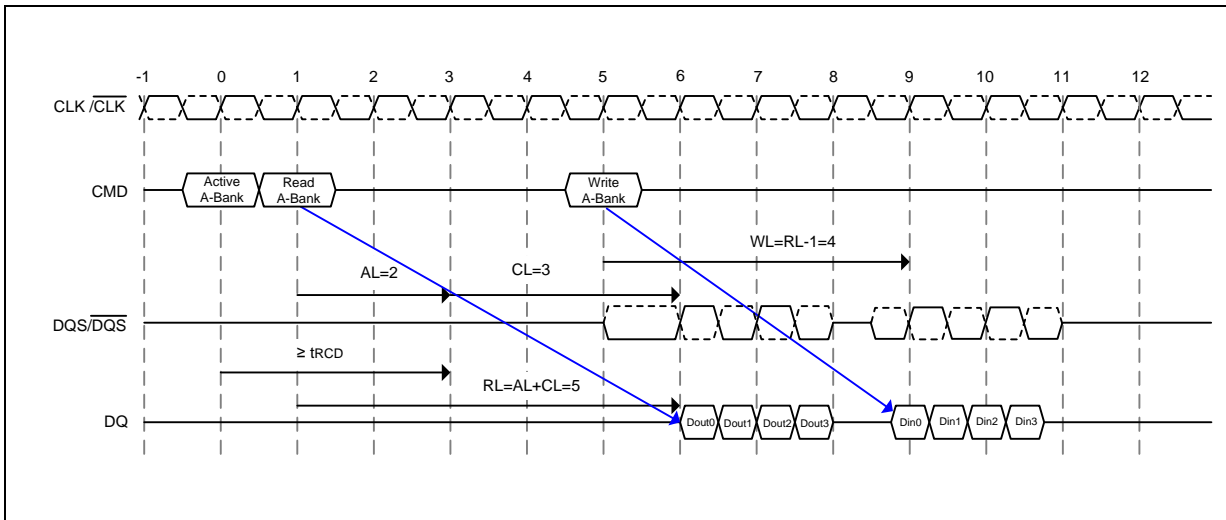 -1 0 1 2 3 4 5 6 7 8 9 10 11 12
CLK /CLK
Active
A-Bank
Read
A-Bank
Write
A-Bank
CMD
WL=RL-1=4
AL=2 CL=3
DQS/DQS
≥ tRCD
RL=AL+CL=5
DQ
Dout0 Dout1 Dout2 Dout3 Din0 Din1 Din2 Din3